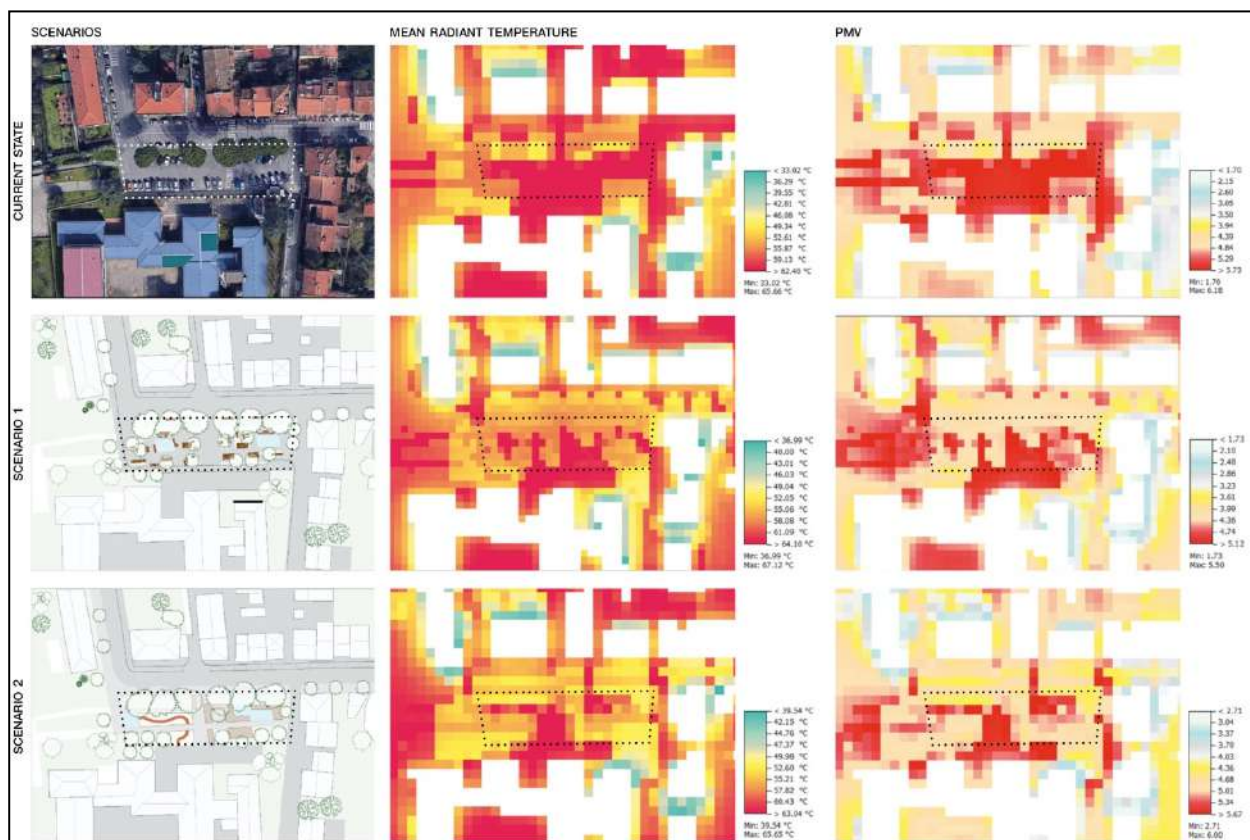 SCENARIOS
MEAN RADIANT TEMPERATURE
PMV
CURRENT STATE
< 33.02 °C
36.29 °C
39.55 °C
42.81 °C
46.08 °C
49.34 °C
52.61 °C
55.87 °C
59.13 °C
> 62.40 °C
Min: 33.02 °C
Max: 65.66 °C
< 1.70
2.15
2.60
3.05
3.50
3.94
4.39
4.84
5.29
> 5.73
Min: 1.70
Max: 6.18
SCENARIO 1
< 36.99 °C
40.00 °C
43.01 °C
46.03 °C
49.04 °C
52.05 °C
55.06 °C
58.08 °C
61.09 °C
> 64.10 °C
Min: 36.99 °C
Max: 67.12 °C
< 1.73
2.10
2.48
2.86
3.23
3.61
3.99
4.36
4.74
> 5.12
Min: 1.73
Max: 5.50
SCENARIO 2
< 39.54 °C
42.15 °C
44.76 °C
47.37 °C
49.98 °C
52.60 °C
55.21 °C
57.82 °C
60.43 °C
> 63.04 °C
Min: 39.54 °C
Max: 65.65 °C
< 2.71
3.04
3.37
3.70
4.03
4.36
4.68
5.01
5.34
> 5.67
Min: 2.71
Max: 6.00